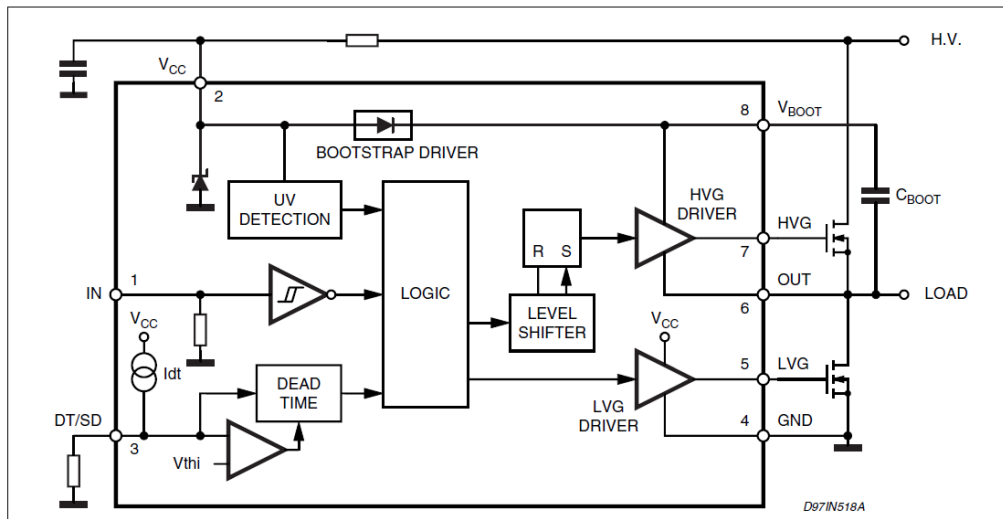 H.V.
VCC
2
8
VBOOT
BOOTSTRAP DRIVER
UV
DETECTION
HVG
DRIVER
CBOOT
R S
HVG
7
1
IN
LOGIC
OUT
6
LOAD
LEVEL
SHIFTER
VCC
VCC
Idt
DEAD
TIME
5
LVG
DT/SD
3
LVG
DRIVER
4
GND
Vthi
D97IN518A